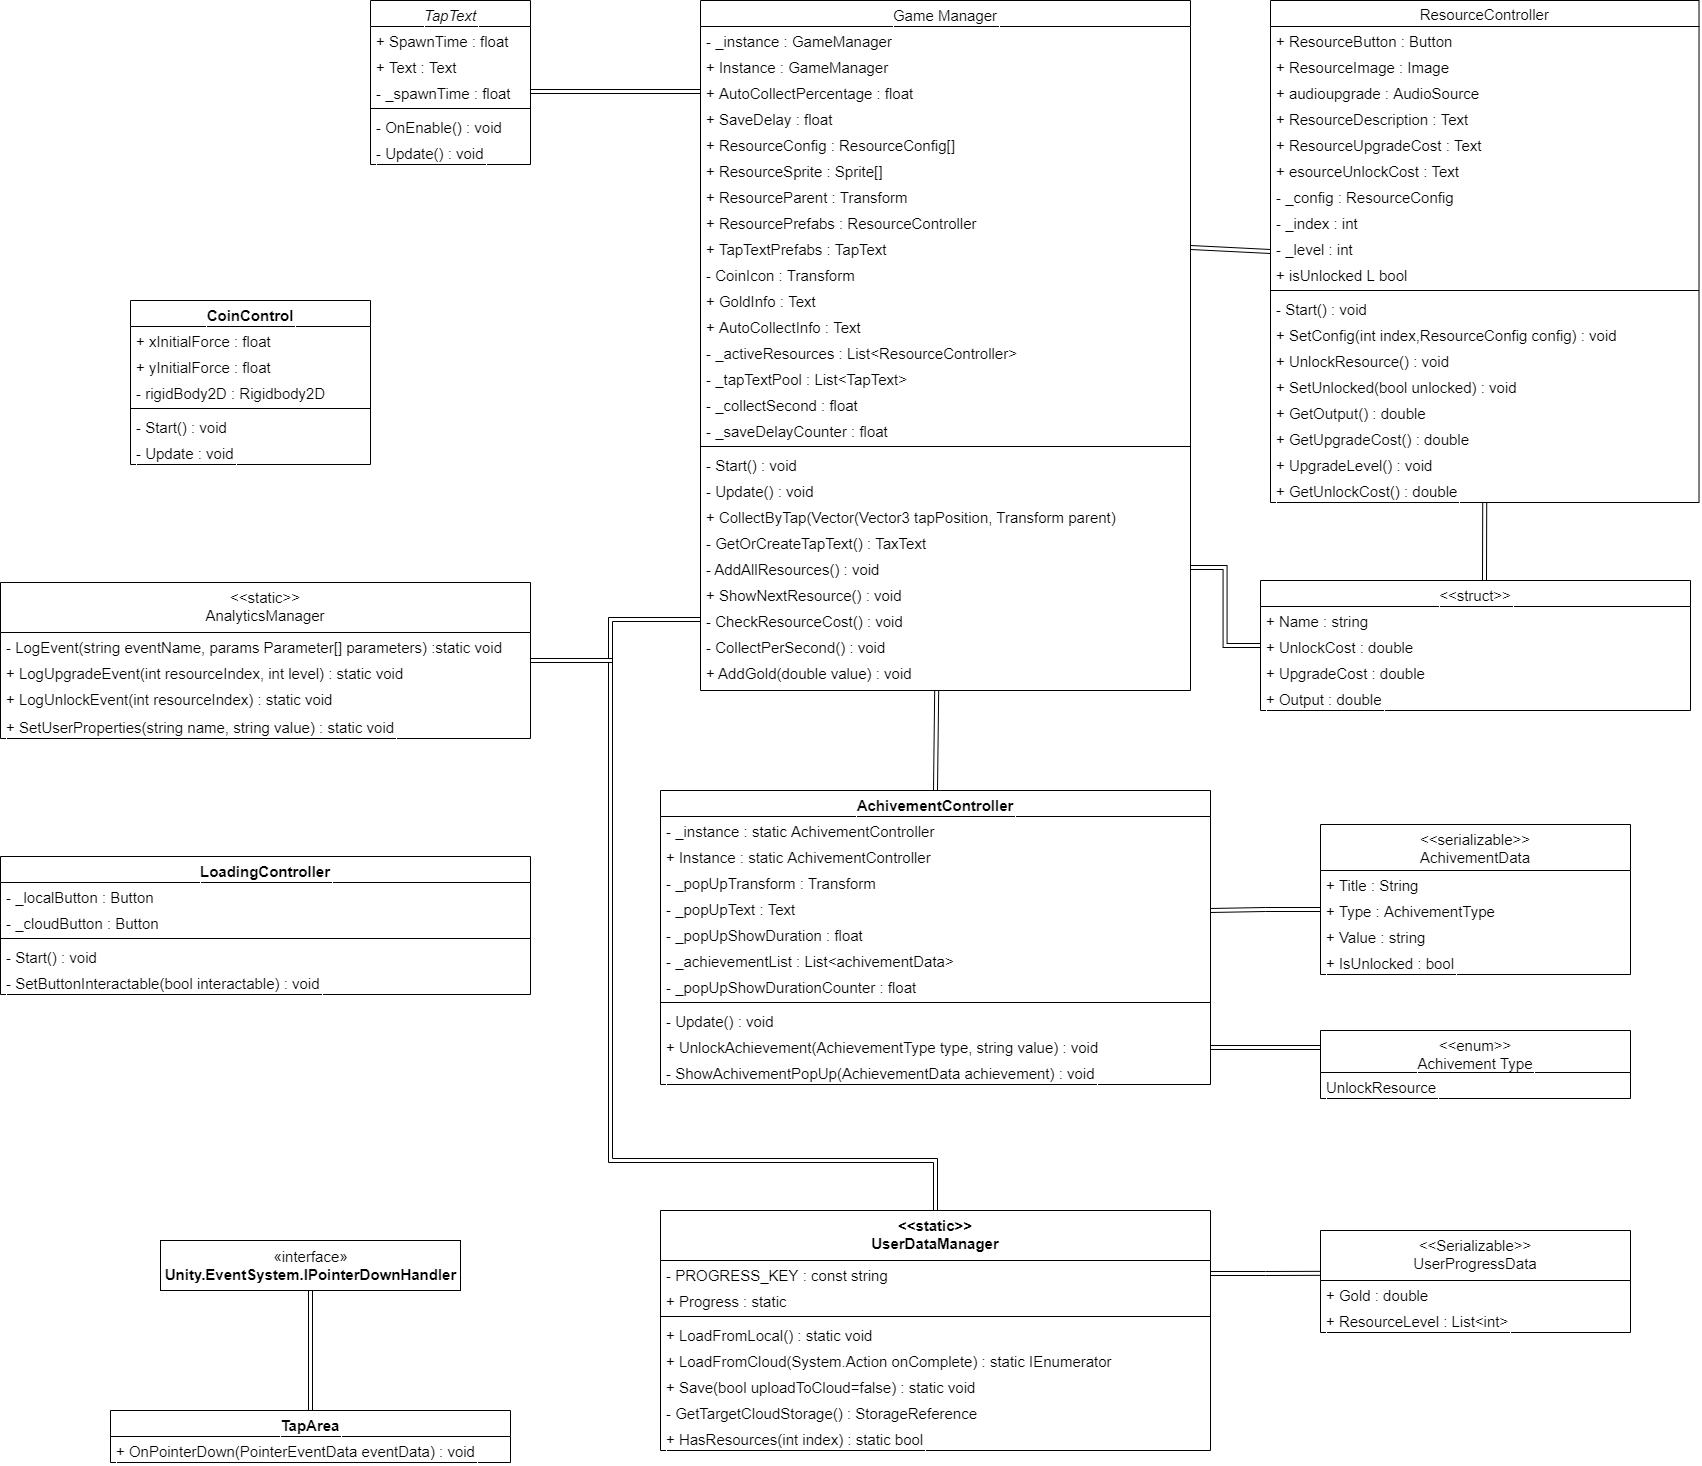 TapText
+ SpawnTime : float
+ Text : Text
- _spawnTime : float
- OnEnable() : void
- Update() : void
Game Manager
- _instance : GameManager
+ Instance : GameManager
+ AutoCollectPercentage : float
+ SaveDelay : float
+ ResourceConfig : ResourceConfig[]
+ ResourceSprite : Sprite[]
+ ResourceParent : Transform
+ ResourcePrefabs : ResourceController
+ TapTextPrefabs : TapText
- CoinIcon : Transform
+ GoldInfo : Text
+ AutoCollectInfo : Text
- _activeResources : List<ResourceController>
- _tapTextPool : List<TapText>
- _collectSecond : float
- _saveDelayCounter : float
- Start() : void
- Update() : void
+ CollectByTap(Vector(Vector3 tapPosition, Transform parent)
- GetOrCreateTapText() : TaxText
- AddAllResources() : void
+ ShowNextResource() : void
- CheckResourceCost() : void
- CollectPerSecond() : void
+ AddGold(double value) : void
ResourceController
+ ResourceButton : Button
+ ResourceImage : Image
+ audioupgrade : AudioSource
+ ResourceDescription : Text
+ ResourceUpgradeCost : Text
+ esourceUnlockCost : Text
- _config : ResourceConfig
- _index : int
- _level : int
+ isUnlocked L bool
- Start() : void
+ SetConfig(int index,ResourceConfig config) : void
+ UnlockResource() : void
+ SetUnlocked(bool unlocked) : void
+ GetOutput() : double
+ GetUpgradeCost() : double
+ UpgradeLevel() : void
+ GetUnlockCost() : double
CoinControl
+ xInitialForce : float
+ yInitialForce : float
- rigidBody2D : Rigidbody2D
- Start() : void
- Update : void
<<static>>
AnalyticsManager
- LogEvent(string eventName, params Parameter[] parameters) :static void
+ LogUpgradeEvent(int resourceIndex, int level) : static void
+ LogUnlockEvent(int resourceIndex) : static void
+ SetUserProperties(string name, string value) : static void
<<struct>>
+ Name : string
+ UnlockCost : double
+ UpgradeCost : double
+ Output : double
AchivementController
- _instance : static AchivementController
+ Instance : static AchivementController
- _popUpTransform : Transform
- _popUpText : Text
- _popUpShowDuration : float
- _achievementList : List<achivementData>
- _popUpShowDurationCounter : float
- Update() : void
+ UnlockAchievement(AchievementType type, string value) : void
- ShowAchivementPopUp(AchievementData achievement) : void
<<serializable>>
AchivementData
+ Title : String
+ Type : AchivementType
+ Value : string
+ IsUnlocked : bool
LoadingController
- _localButton : Button
- _cloudButton : Button
- Start() : void
- SetButtonInteractable(bool interactable) : void
<<enum>>
Achivement Type
UnlockResource
<<static>>
UserDataManager
- PROGRESS_KEY : const string
+ Progress : static
+ LoadFromLocal() : static void
+ LoadFromCloud(System.Action onComplete) : static IEnumerator
+ Save(bool uploadToCloud=false) : static void
- GetTargetCloudStorage() : StorageReference
+ HasResources(int index) : static bool
<<Serializable>>
UserProgressData
+ Gold : double
+ ResourceLevel : List<int>
«interface»
Unity.EventSystem.IPointerDownHandler
TapArea
+ OnPointerDown(PointerEventData eventData) : void